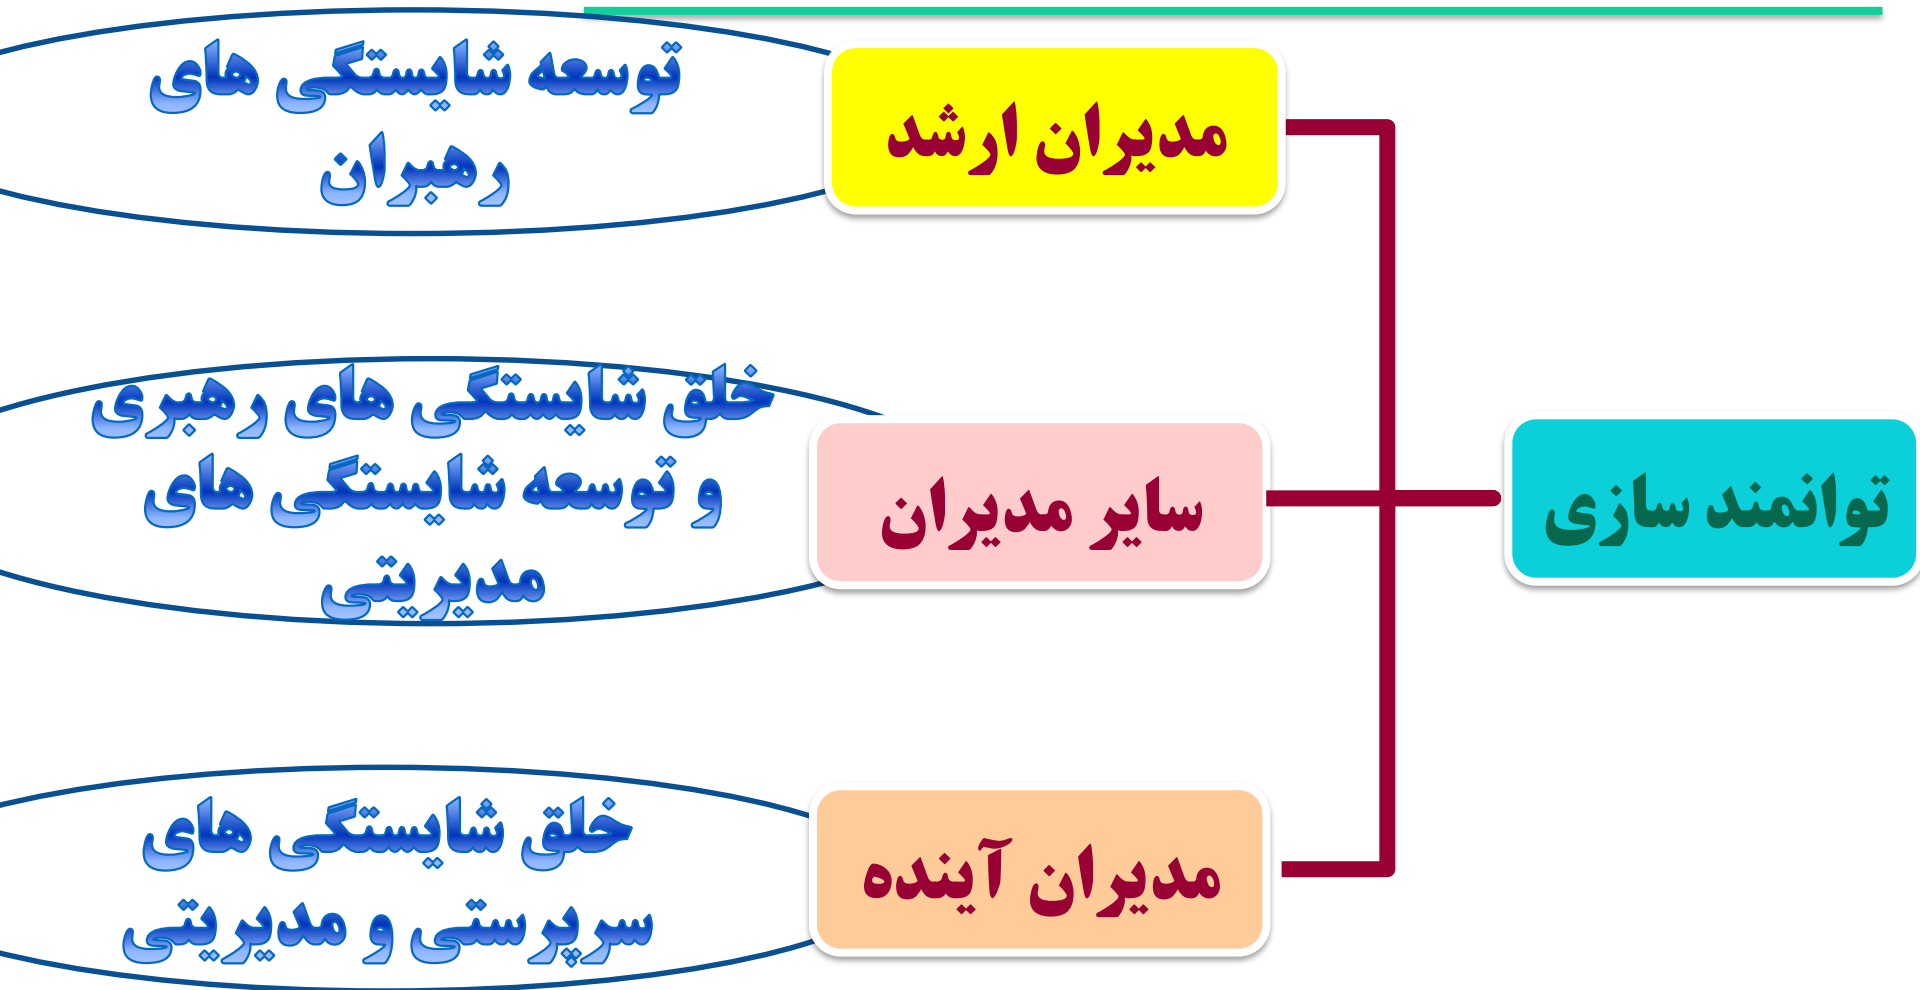 توانمند سازی
مدیران ارشد
توسعه شایستگی های
رهبران
سایر مدیران
خلق شایستگی های رهبری
و توسعه شایستگی های
مدیریتی
مدیران آینده
خلق شایستگی های
سرپرستی و مدیریتی